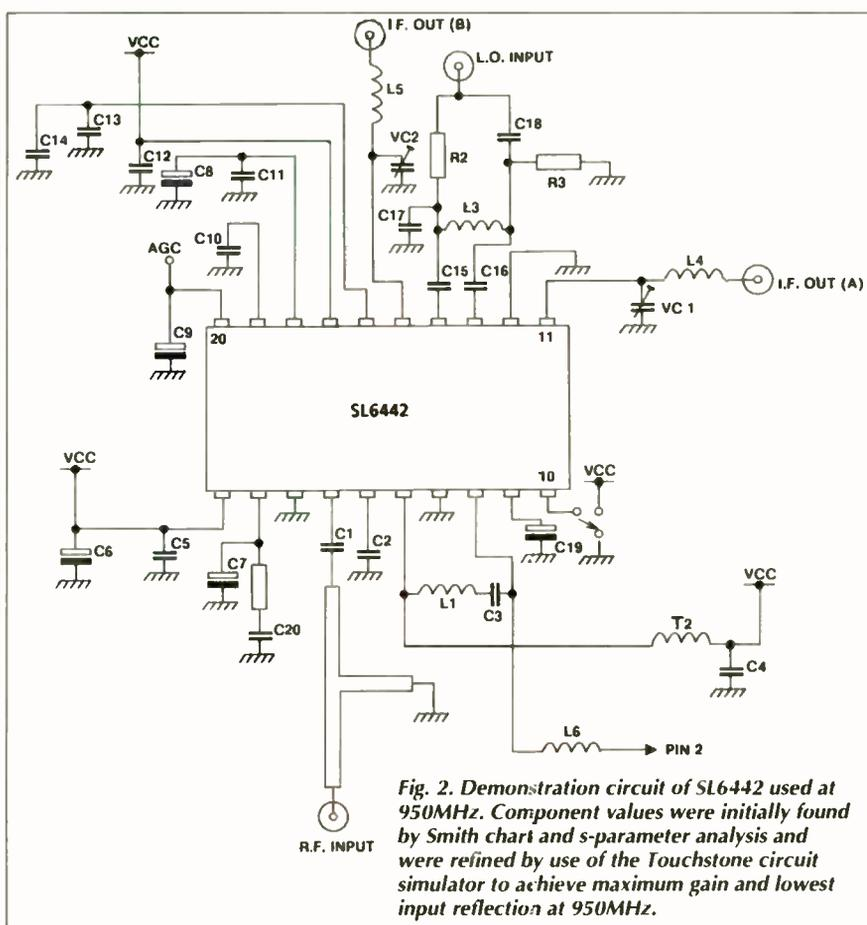 I.F. OUT (B)
VCC
L.O. INPUT
L5
C13
C18
C14
C12
C8
C11
VC2
R2
R3
C17
L3
C10
AGC
C15
C16
L4
I.F. OUT (A)
VC 1
C9
20
11
SL6442
VCC
10
VCC
C6
C5
C7
C1
C2
C19
L1
C3
C20
T2
VCC
C4
L6
PIN 2
R.F. INPUT
Fig. 2. Demonstration circuit of SL6442 used at
950MHz. Component values were initially found
by Smith chart and s-parameter analysis and
were refined by use of the Touchstone circuit
simulator to achieve maximum gain and lowest
input reflection at 950MHz.